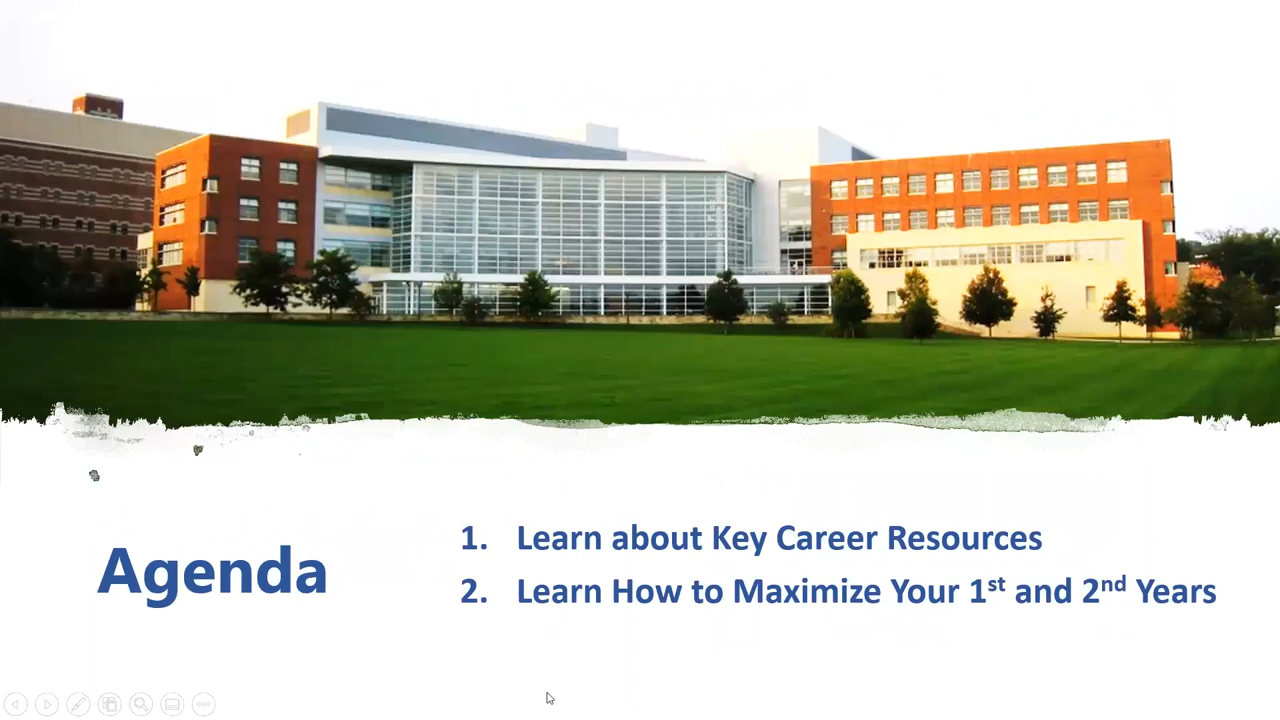 Agenda
1. Learn about Key Career Resources
2. Learn How to Maximize Your 1st and 2nd Years